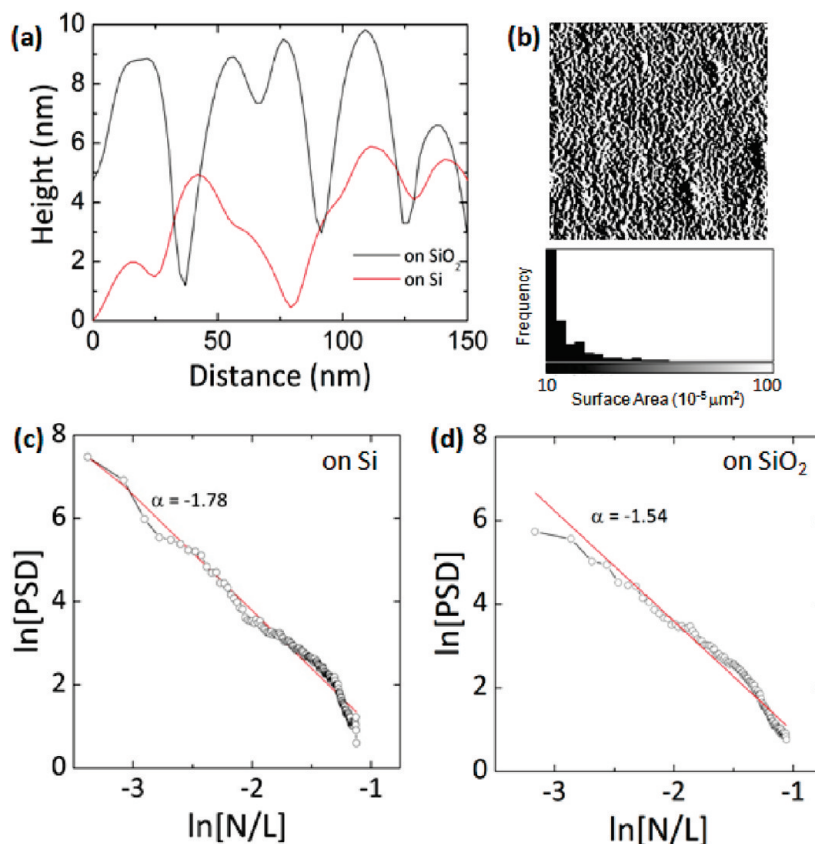 (a)
10
8
6
4
2
0
Height (nm)
0 50 100 150
Distance (nm)
on SiO₂
on Si
(b)
Frequency
10 100
Surface Area (10⁻⁵ μm²)
(c)
on Si
α = -1.78
8
6
4
2
0
ln[PSD]
-3 -2 -1
ln[N/L]
(d)
on SiO₂
α = -1.54
8
6
4
2
0
ln[PSD]
-3 -2 -1
ln[N/L]